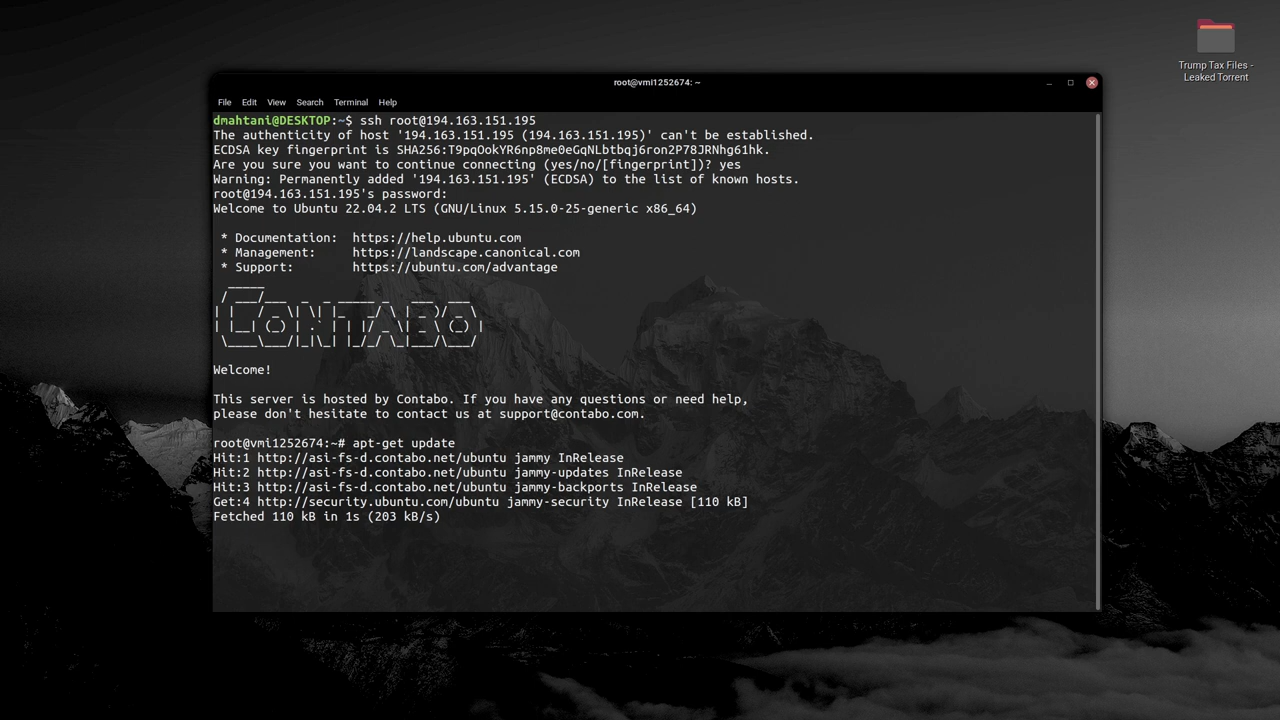 Trump Tax Files -
Leaked Torrent
root@vmi1252674: ~
File Edit View Search Terminal Help
dmahtani@DESKTOP:~$ ssh root@194.163.151.195
The authenticity of host '194.163.151.195 (194.163.151.195)' can't be established.
ECDSA key fingerprint is SHA256:T9pqOokYR6np8me0eGqNLbtbqj6ron2P78JRNhg61hk.
Are you sure you want to continue connecting (yes/no/[fingerprint])? yes
Warning: Permanently added '194.163.151.195' (ECDSA) to the list of known hosts.
root@194.163.151.195's password:
Welcome to Ubuntu 22.04.2 LTS (GNU/Linux 5.15.0-25-generic x86_64)
* Documentation: https://help.ubuntu.com
* Management: https://landscape.canonical.com
* Support: https://ubuntu.com/advantage
CONTABO
Welcome!
This server is hosted by Contabo. If you have any questions or need help,
please don't hesitate to contact us at support@contabo.com.
root@vmi1252674:~# apt-get update
Hit:1 http://asi-fs-d.contabo.net/ubuntu jammy InRelease
Hit:2 http://asi-fs-d.contabo.net/ubuntu jammy-updates InRelease
Hit:3 http://asi-fs-d.contabo.net/ubuntu jammy-backports InRelease
Get:4 http://security.ubuntu.com/ubuntu jammy-security InRelease [110 kB]
Fetched 110 kB in 1s (203 kB/s)